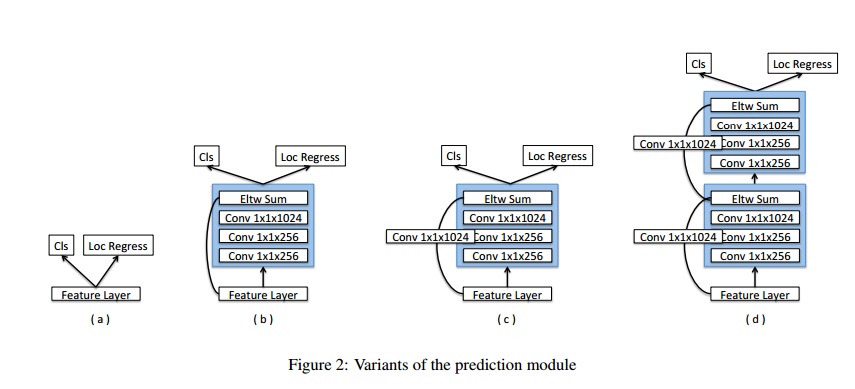 Cls
Loc Regress
Feature Layer
( a )
Cls
Loc Regress
Eltw Sum
Conv 1x1x1024
Conv 1x1x256
Conv 1x1x256
Feature Layer
( b )
Cls
Loc Regress
Eltw Sum
Conv 1x1x1024
Conv 1x1x1024
Conv 1x1x256
Conv 1x1x256
Feature Layer
( c )
Cls
Loc Regress
Eltw Sum
Conv 1x1x1024
Conv 1x1x1024
Conv 1x1x256
Conv 1x1x256
Eltw Sum
Conv 1x1x1024
Conv 1x1x1024
Conv 1x1x256
Conv 1x1x256
Feature Layer
( d )
Figure 2: Variants of the prediction module